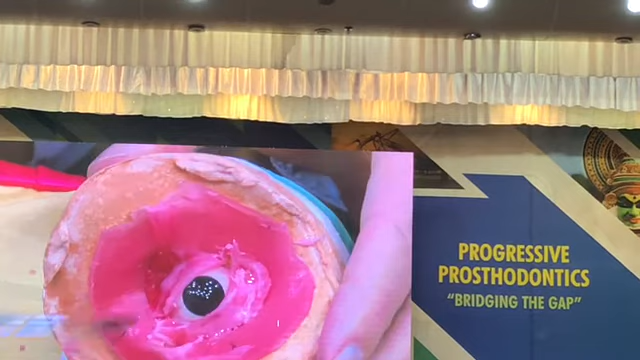 PROGRESSIVE
PROSTHODONTICS
“BRIDGING THE GAP”